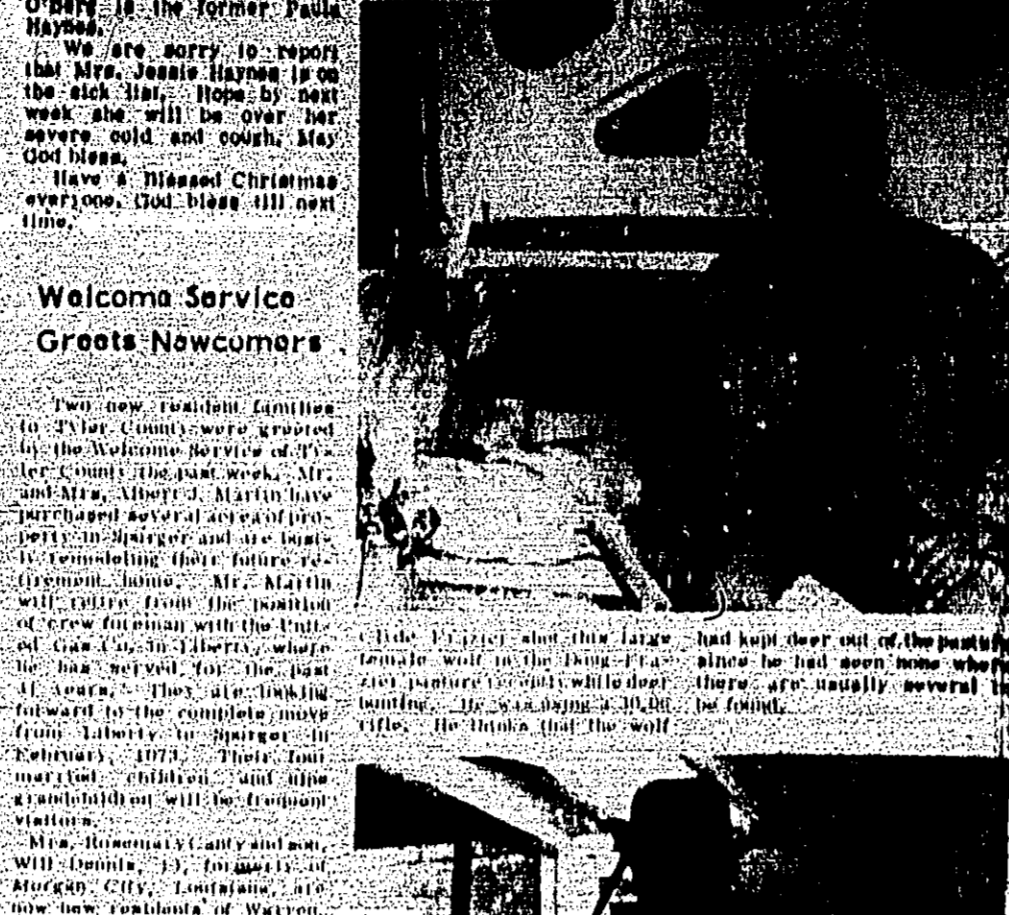 O'berg is the former Paula
Haynes.
We are sorry to report
that Mrs. Jessie Haynes is on
the sick list. Hope by next
week she will be over her
severe cold and cough. May
God bless.
Have a Blessed Christmas
everyone. God bless till next
time.
Welcome Service
Greets Newcomers
Two new resident families
to Tyler County were greeted
by the Welcome Service of Ty-
ler County the past week. Mr.
and Mrs. Albert J. Martin have
purchased several acres of pro-
perty in Spurger and are busi-
ly remodeling their future re-
tirement home. Mr. Martin
will retire from the position
of crew foreman with the Unit-
ed Gas Co. in Liberty, where
he has served for the past
years. They are looking
forward to the complete move
from Liberty to Spurger in
February, 1973. Their four
married children and nine
grandchildren will be frequent
visitors.
Mrs. Rosemary Canty and son,
Will Dennis, formerly of
Morgan City, Louisiana, are
now new residents of Warren.
Clyde Frazier shot this large
female wolf in the Doug Fra-
zier pasture recently while deer
hunting. He was using a 30.06
rifle. He thinks that the wolf
had kept deer out of the pasture
since he had seen none where
there are usually several to
be found.